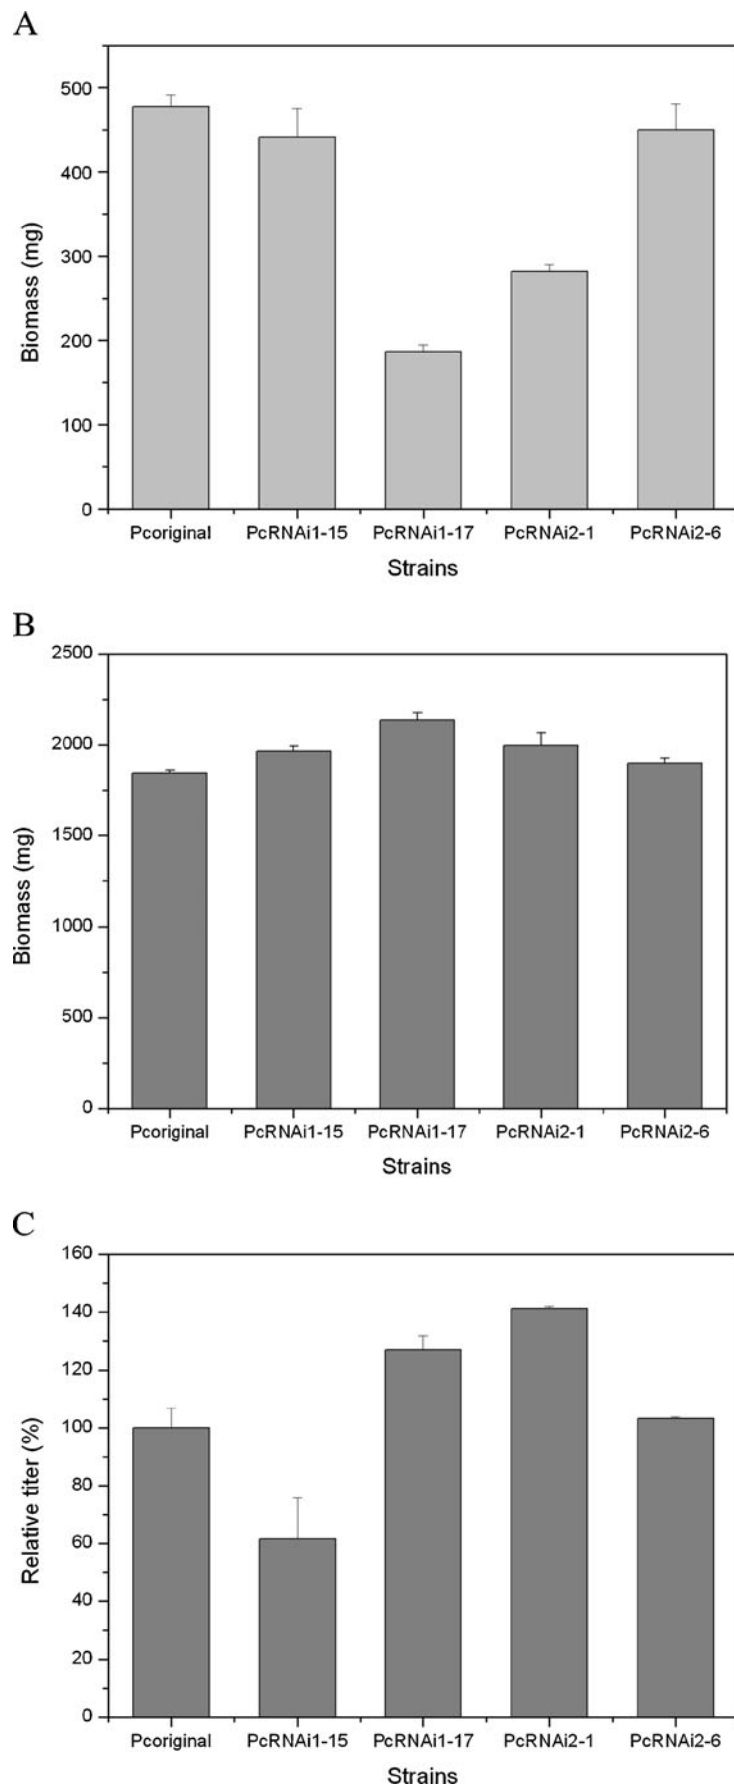 A
500
400
300
200
100
0
Biomass (mg)
Pcoriginal PcRNAi1-15 PcRNAi1-17 PcRNAi2-1 PcRNAi2-6
Strains
B
2500
2000
1500
1000
500
0
Biomass (mg)
Pcoriginal PcRNAi1-15 PcRNAi1-17 PcRNAi2-1 PcRNAi2-6
Strains
C
160
140
120
100
80
60
40
20
0
Relative titer (%)
Pcoriginal PcRNAi1-15 PcRNAi1-17 PcRNAi2-1 PcRNAi2-6
Strains